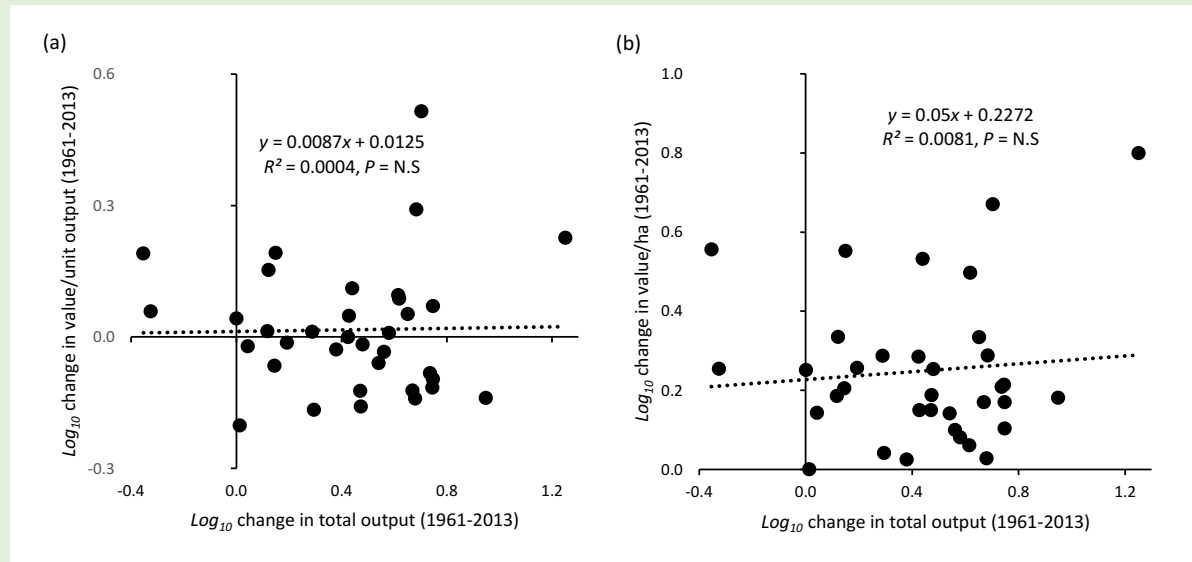 (a)
Log10 change in value/unit output (1961-2013)
0.6
0.3
0.0
-0.3
y = 0.0087x + 0.0125
R² = 0.0004, P = N.S
-0.4 0.0 0.4 0.8 1.2
Log10 change in total output (1961-2013)
(b)
Log10 change in value/ha (1961-2013)
1.0
0.8
0.6
0.4
0.2
0.0
y = 0.05x + 0.2272
R² = 0.0081, P = N.S
-0.4 0.0 0.4 0.8 1.2
Log10 change in total output (1961-2013)